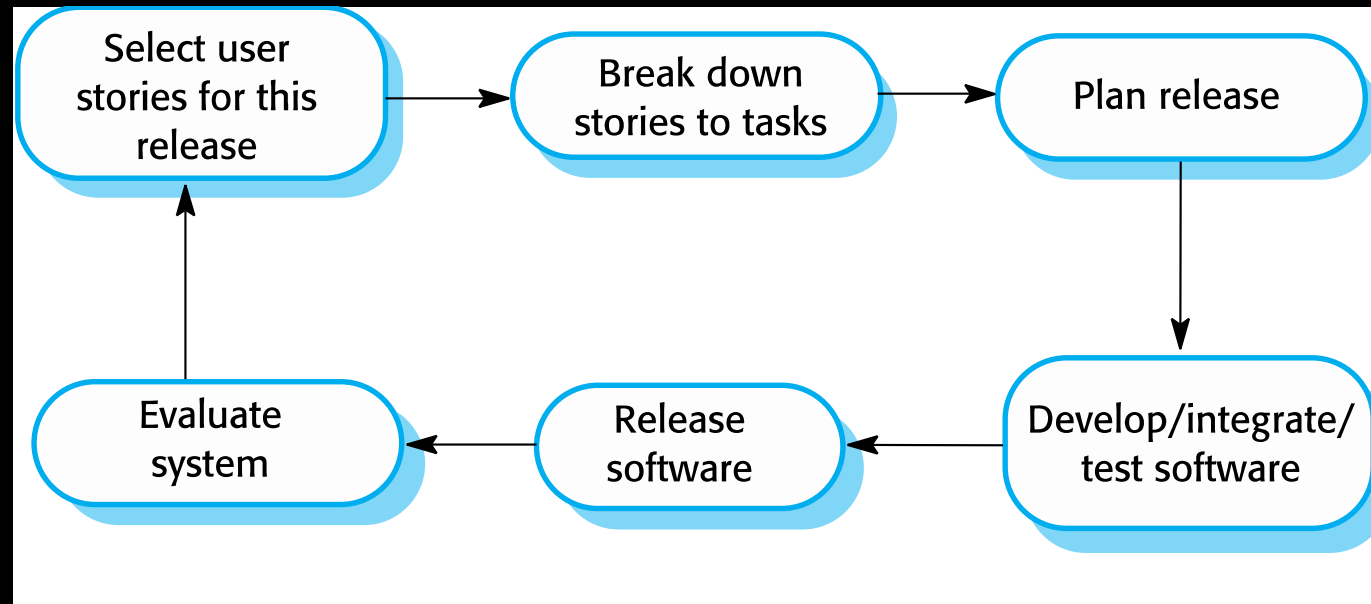 Select user
stories for this
release
Break down
stories to tasks
Plan release
Develop/integrate/
test software
Release
software
Evaluate
system